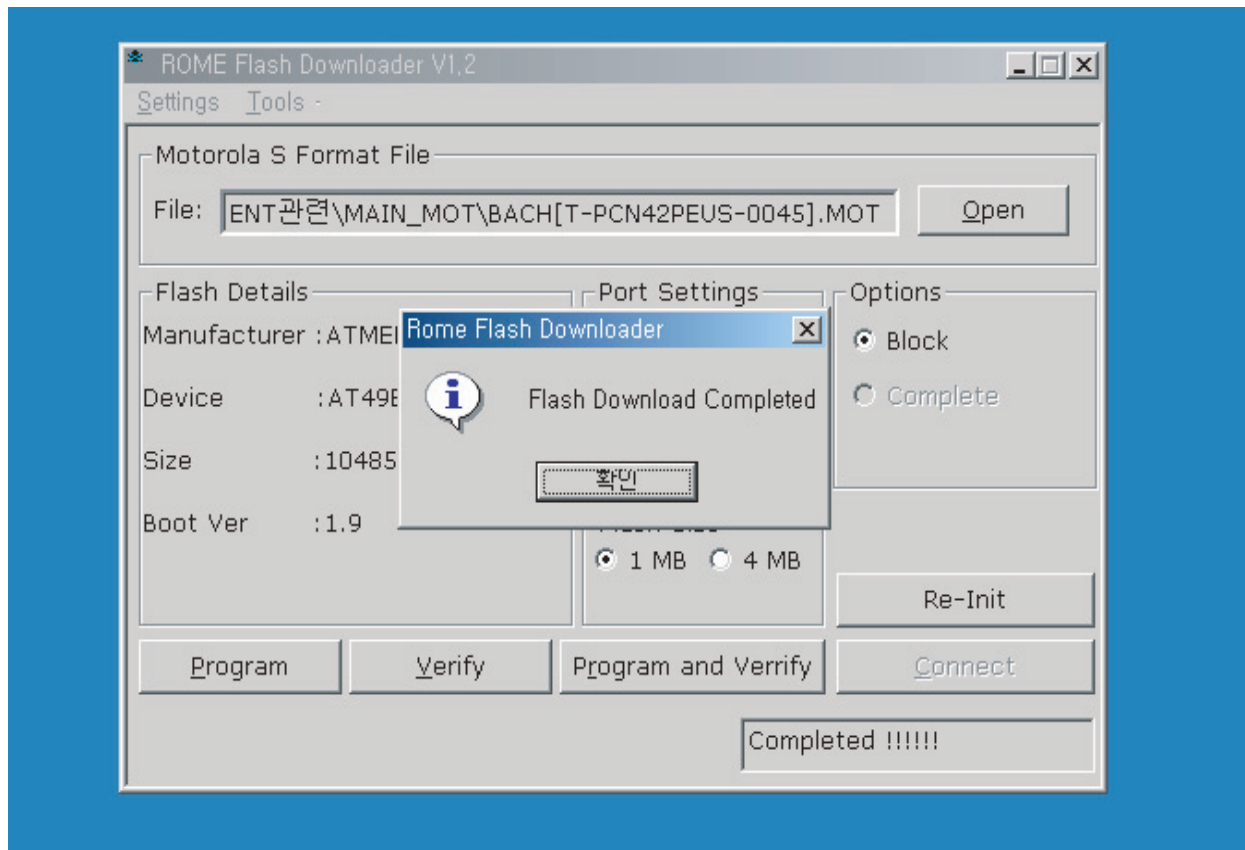 ROME Flash Downloader V1,2
Settings Tools -
Motorola S Format File
File: ENT관련\MAIN_MOT\BACH[T-PCN42PEUS-0045].MOT Open
Flash Details
Port Settings
Options
Manufacturer :ATMEL
Rome Flash Downloader
Block
Device :AT49B
Flash Download Completed
Complete
Size :10485
확인
Boot Ver :1.9
1 MB 4 MB
Re-Init
Program Verify Program and Verrify Connect
Completed !!!!!!